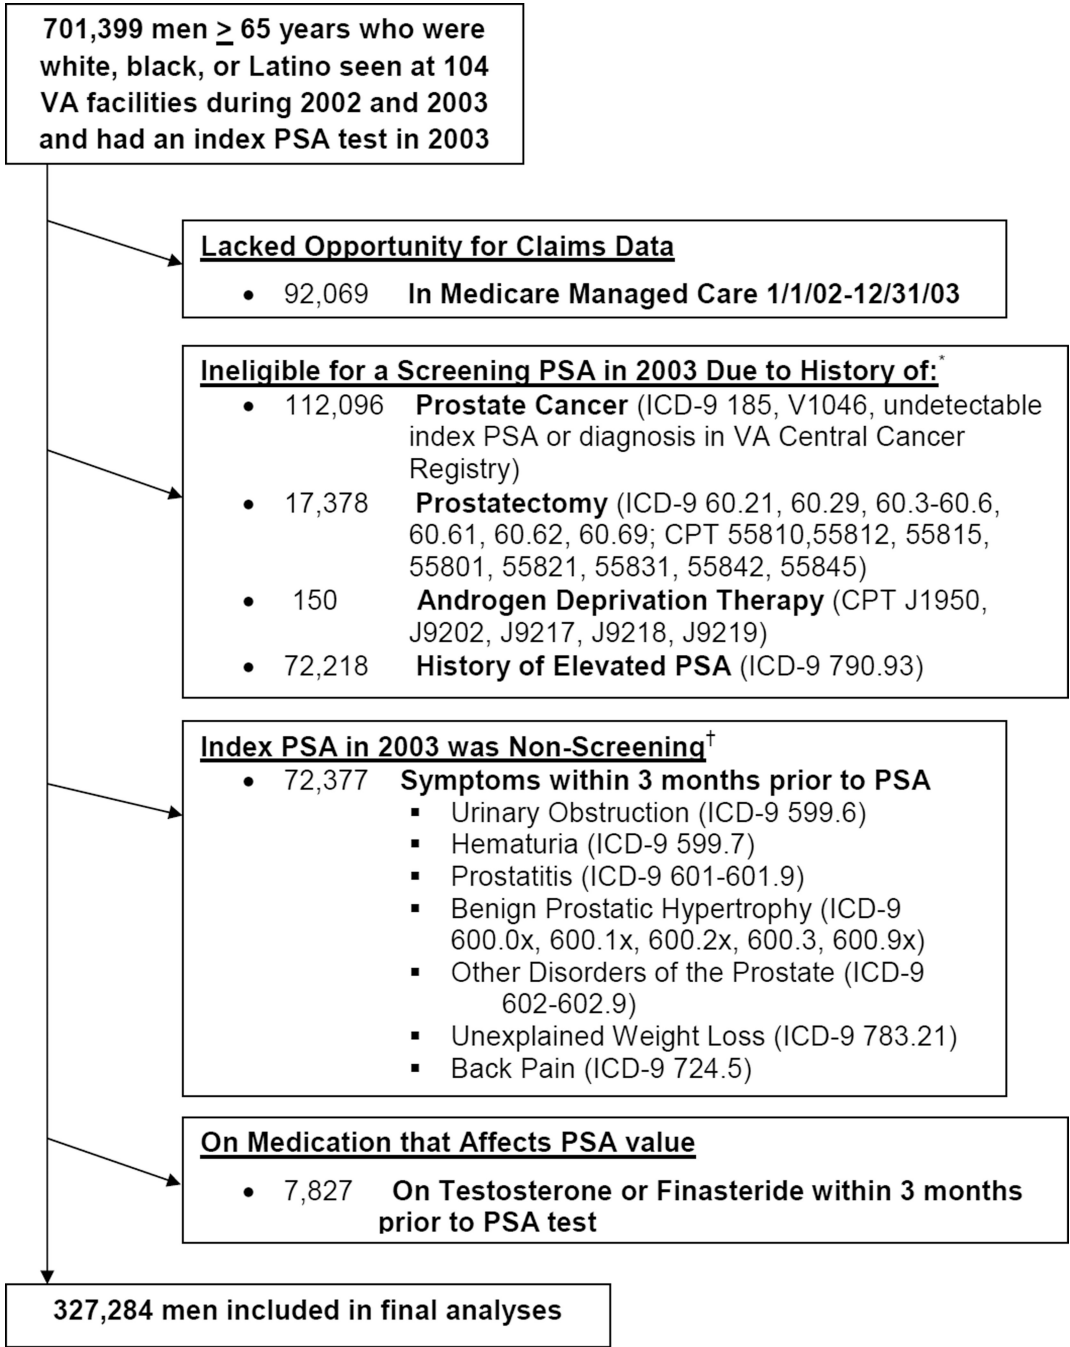 701,399 men ≥ 65 years who were
white, black, or Latino seen at 104
VA facilities during 2002 and 2003
and had an index PSA test in 2003
Lacked Opportunity for Claims Data
• 92,069 In Medicare Managed Care 1/1/02-12/31/03
Ineligible for a Screening PSA in 2003 Due to History of:*
• 112,096 Prostate Cancer (ICD-9 185, V1046, undetectable
index PSA or diagnosis in VA Central Cancer
Registry)
• 17,378 Prostatectomy (ICD-9 60.21, 60.29, 60.3-60.6,
60.61, 60.62, 60.69; CPT 55810,55812, 55815,
55801, 55821, 55831, 55842, 55845)
• 150 Androgen Deprivation Therapy (CPT J1950,
J9202, J9217, J9218, J9219)
• 72,218 History of Elevated PSA (ICD-9 790.93)
Index PSA in 2003 was Non-Screening†
• 72,377 Symptoms within 3 months prior to PSA
▪ Urinary Obstruction (ICD-9 599.6)
▪ Hematuria (ICD-9 599.7)
▪ Prostatitis (ICD-9 601-601.9)
▪ Benign Prostatic Hypertrophy (ICD-9
600.0x, 600.1x, 600.2x, 600.3, 600.9x)
▪ Other Disorders of the Prostate (ICD-9
602-602.9)
▪ Unexplained Weight Loss (ICD-9 783.21)
▪ Back Pain (ICD-9 724.5)
On Medication that Affects PSA value
• 7,827 On Testosterone or Finasteride within 3 months
prior to PSA test
327,284 men included in final analyses